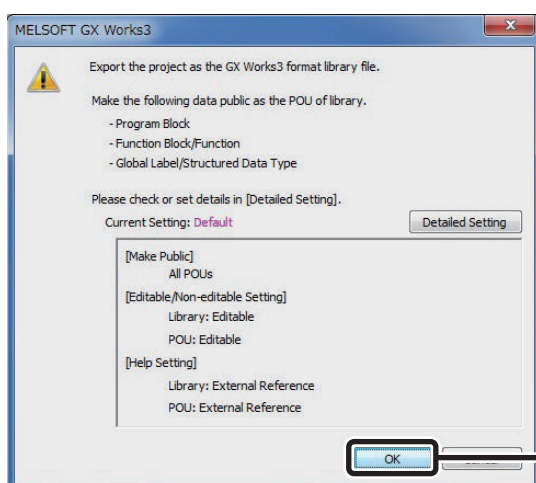 MELSOFT GX Works3
Export the project as the GX Works3 format library file.
Make the following data public as the POU of library.
- Program Block
- Function Block/Function
- Global Label/Structured Data Type
Please check or set details in [Detailed Setting].
Current Setting: Default
Detailed Setting
[Make Public]
All POUs
[Editable/Non-editable Setting]
Library: Editable
POU: Editable
[Help Setting]
Library: External Reference
POU: External Reference
OK